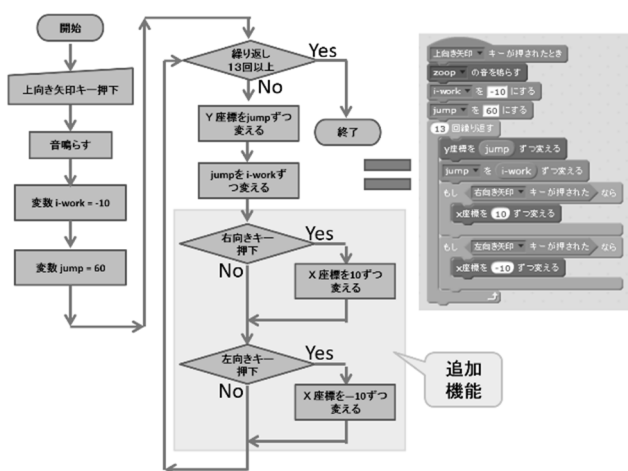 開始
上向き矢印キー押下
音鳴らす
変数 i-work = -10
変数 jump = 60
繰り返し
13回以上
Yes
No
終了
Y 座標をjumpずつ
変える
jumpを i-workず
つ変える
右向きキー
押下
Yes
No
X 座標を10ずつ
変える
左向きキー
押下
Yes
No
X 座標を―10ずつ
変える
追加
機能
上向き矢印 キーが押されたとき
zoop の音を鳴らす
i-work を -10 にする
jump を 60 にする
13 回繰り返す
y座標を jump ずつ変える
jump を i-work ずつ変える
もし 右向き矢印 キーが押された なら
x座標を 10 ずつ変える
もし 左向き矢印 キーが押された なら
x座標を -10 ずつ変える